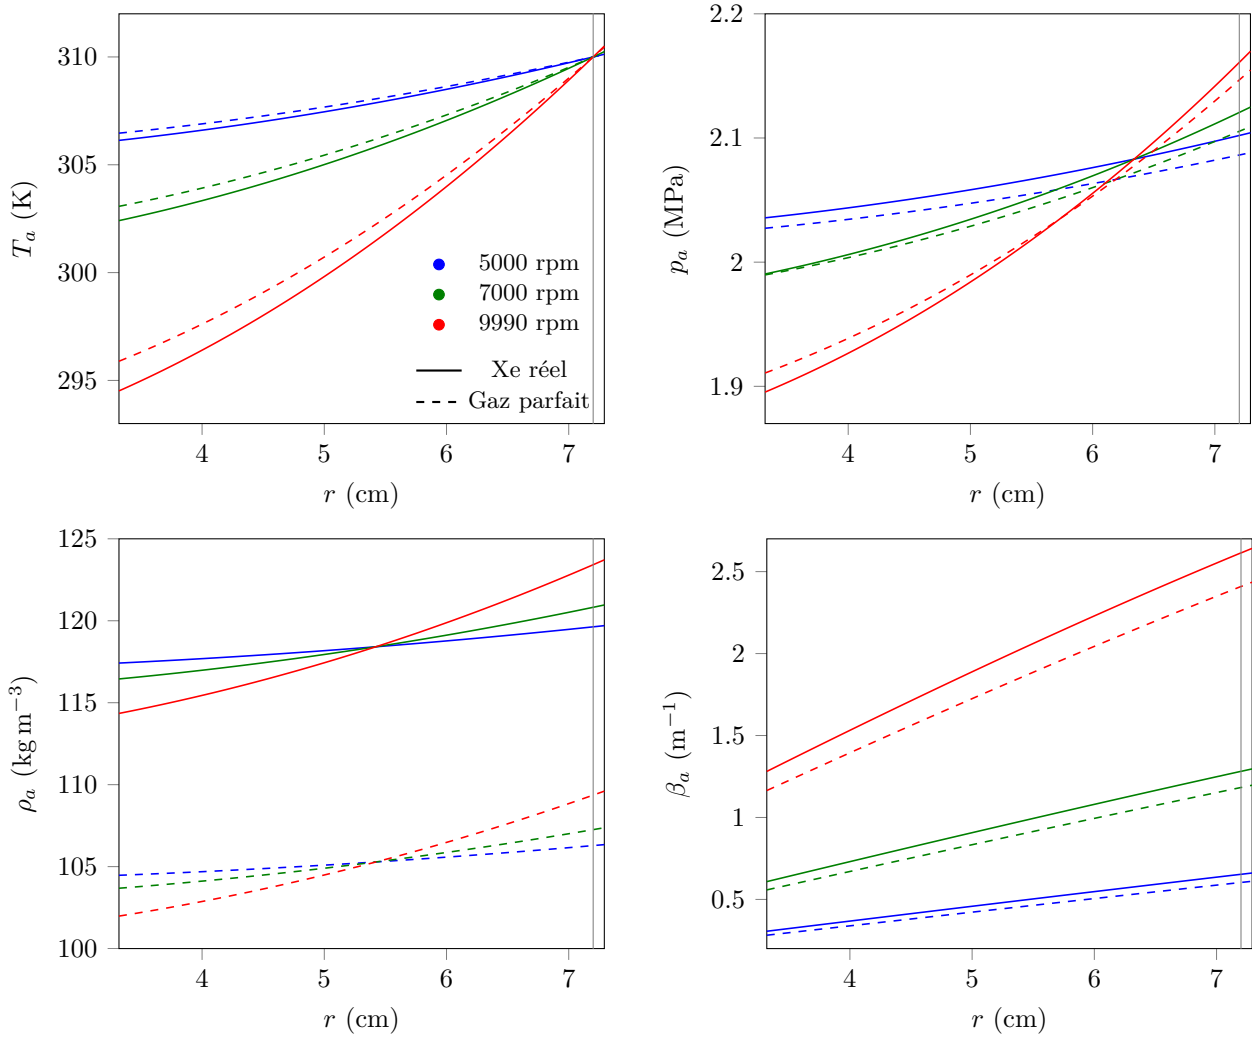 310
305
300
295
T_a (K)
5000 rpm
7000 rpm
9990 rpm
Xe réel
Gaz parfait
4 5 6 7
r (cm)
2.2
2.1
2
1.9
p_a (MPa)
4 5 6 7
r (cm)
125
120
115
110
105
100
ρ_a (kg m⁻³)
4 5 6 7
r (cm)
2.5
2
1.5
1
0.5
β_a (m⁻¹)
4 5 6 7
r (cm)